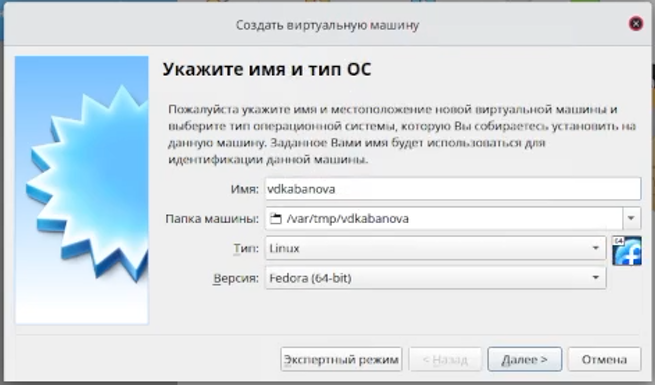 Создать виртуальную машину
Укажите имя и тип ОС
Пожалуйста укажите имя и местоположение новой виртуальной машины и
выберите тип операционной системы, которую Вы собираетесь установить на
данную машину. Заданное Вами имя будет использоваться для
идентификации данной машины.
Имя: vdkabanova
Папка машины: /var/tmp/vdkabanova
Тип: Linux
64
Версия: Fedora (64-bit)
Экспертный режим < Назад Далее > Отмена